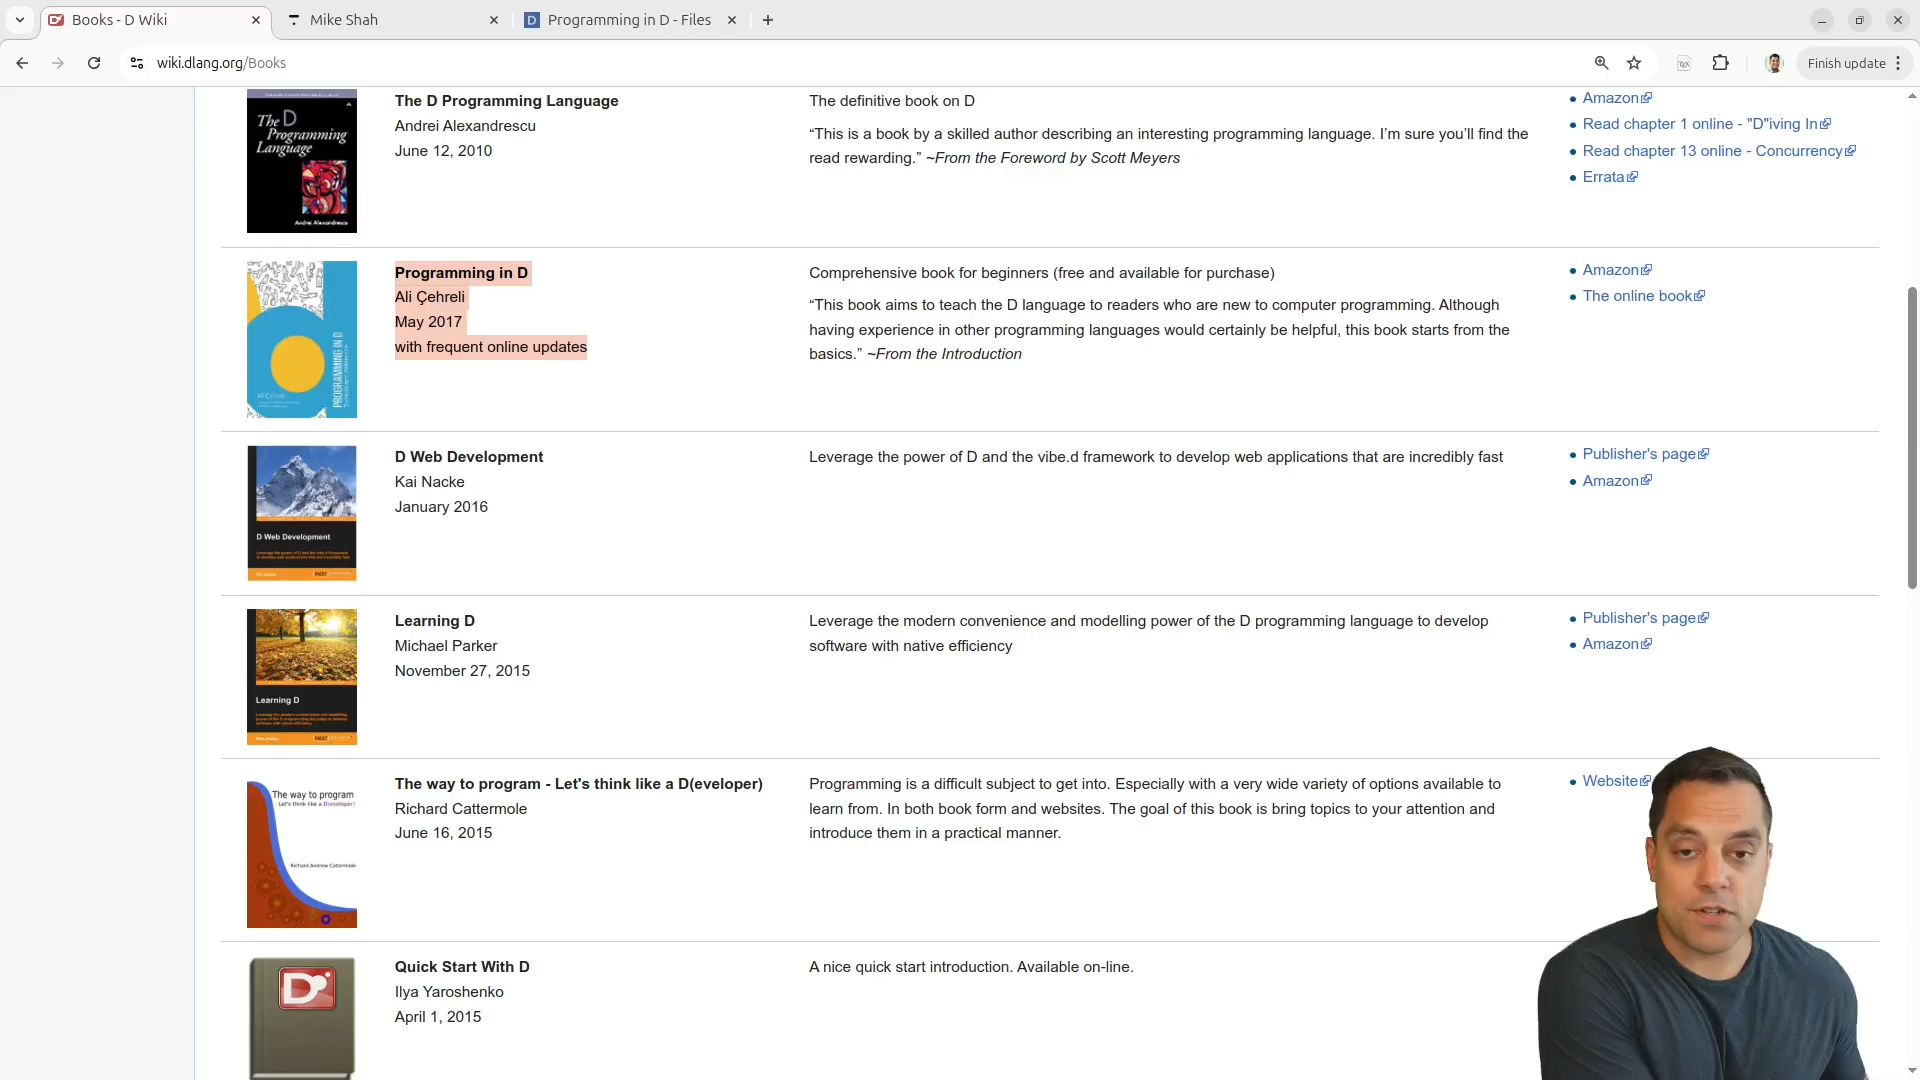 Books - D Wiki
Mike Shah
Programming in D - Files
wiki.dlang.org/Books
Finish update
The D
Programming
Language
Andrei Alexandrescu
The D Programming Language
Andrei Alexandrescu
June 12, 2010
The definitive book on D
“This is a book by a skilled author describing an interesting programming language. I’m sure you’ll find the
read rewarding.” ~From the Foreword by Scott Meyers
Amazon
Read chapter 1 online - "D"iving In
Read chapter 13 online - Concurrency
Errata
PROGRAMMING IN D
Ali Çehreli
Programming in D
Ali Çehreli
May 2017
with frequent online updates
Comprehensive book for beginners (free and available for purchase)
“This book aims to teach the D language to readers who are new to computer programming. Although
having experience in other programming languages would certainly be helpful, this book starts from the
basics.” ~From the Introduction
Amazon
The online book
D Web Development
D Web Development
Kai Nacke
January 2016
Leverage the power of D and the vibe.d framework to develop web applications that are incredibly fast
Publisher's page
Amazon
Learning D
Learning D
Michael Parker
November 27, 2015
Leverage the modern convenience and modelling power of the D programming language to develop
software with native efficiency
Publisher's page
Amazon
The way to program
- Let's think like a D(eveloper)
Richard Andrew Cattermole
The way to program - Let's think like a D(eveloper)
Richard Cattermole
June 16, 2015
Programming is a difficult subject to get into. Especially with a very wide variety of options available to
learn from. In both book form and websites. The goal of this book is bring topics to your attention and
introduce them in a practical manner.
Website
D
Quick Start With D
Ilya Yaroshenko
April 1, 2015
A nice quick start introduction. Available on-line.